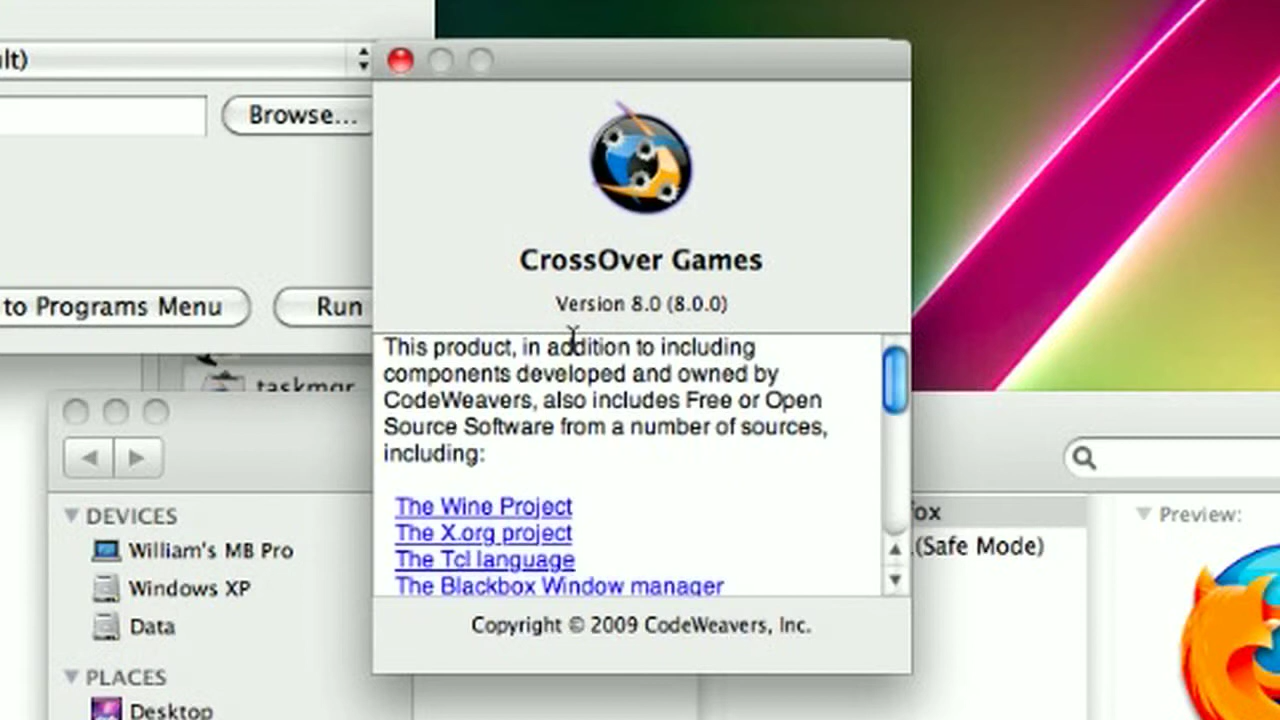 lt)
Browse...
to Programs Menu
Run
taskmgr
CrossOver Games
Version 8.0 (8.0.0)
This product, in addition to including
components developed and owned by
CodeWeavers, also includes Free or Open
Source Software from a number of sources,
including:
The Wine Project
The X.org project
The Tcl language
The Blackbox Window manager
Copyright © 2009 CodeWeavers, Inc.
DEVICES
William's MB Pro
Windows XP
Data
PLACES
Desktop
fox
(Safe Mode)
Preview: